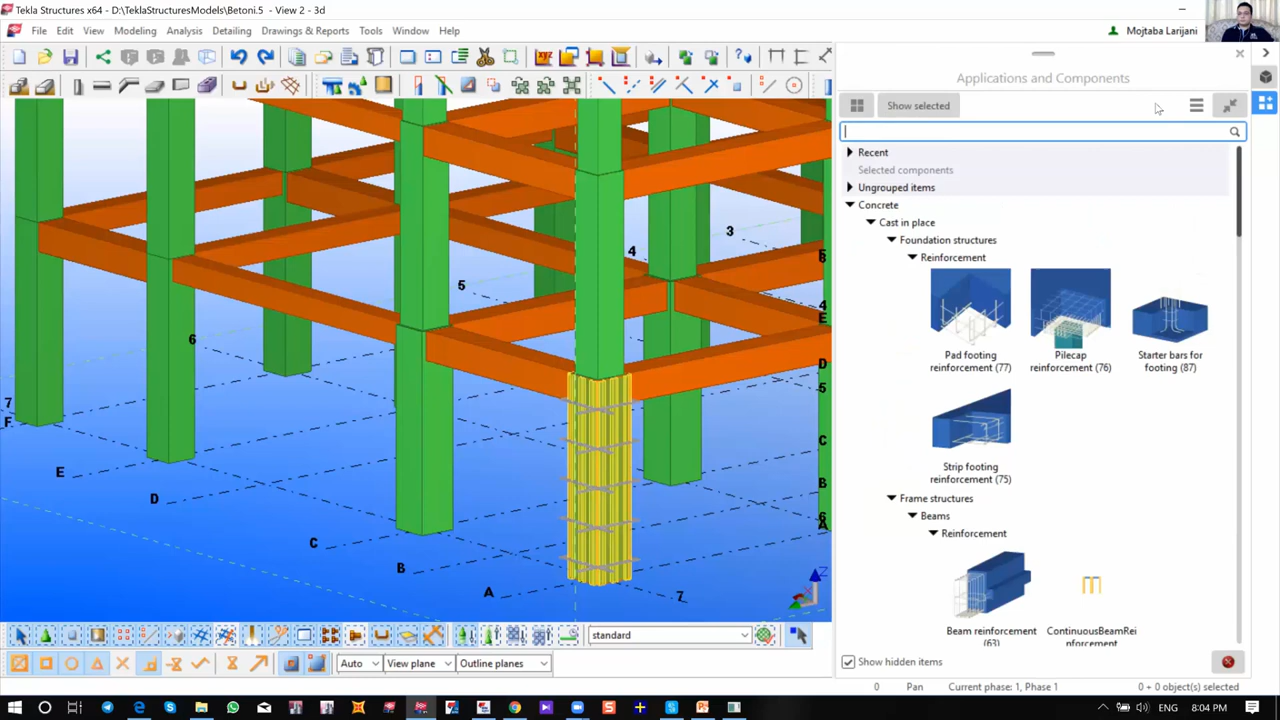 Tekla Structures x64 - D:\TeklaStructuresModels\Betoni.5 - View 2 - 3d
File Edit View Modeling Analysis Detailing Drawings & Reports Tools Window Help
Mojtaba Larijani
Applications and Components
Show selected
Recent
Selected components
Ungrouped items
Concrete
Cast in place
Foundation structures
Reinforcement
Pad footing reinforcement (77)
Pilecap reinforcement (76)
Starter bars for footing (87)
Strip footing reinforcement (75)
Frame structures
Beams
Reinforcement
Beam reinforcement (63)
ContinuousBeamReinforcement
Show hidden items
3
4
5
6
7
F
E
D
C
B
A
7
4
E
D
5
C
B
A
standard
Auto
View plane
Outline planes
0 Pan Current phase: 1, Phase 1 0 + 0 object(s) selected
ENG 8:04 PM